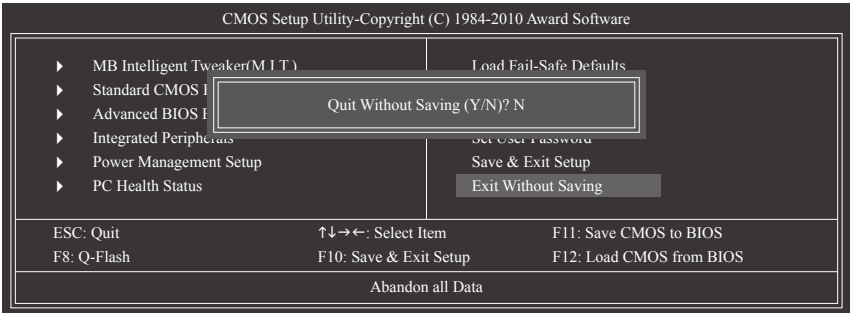 CMOS Setup Utility-Copyright (C) 1984-2010 Award Software
MB Intelligent Tweaker(M.I.T.)
Standard CMOS
Advanced BIOS
Integrated Peripherals
Power Management Setup
PC Health Status
Load Fail-Safe Defaults
Quit Without Saving (Y/N)? N
Set User Password
Save & Exit Setup
Exit Without Saving
ESC: Quit
↑↓→←: Select Item
F11: Save CMOS to BIOS
F8: Q-Flash
F10: Save & Exit Setup
F12: Load CMOS from BIOS
Abandon all Data